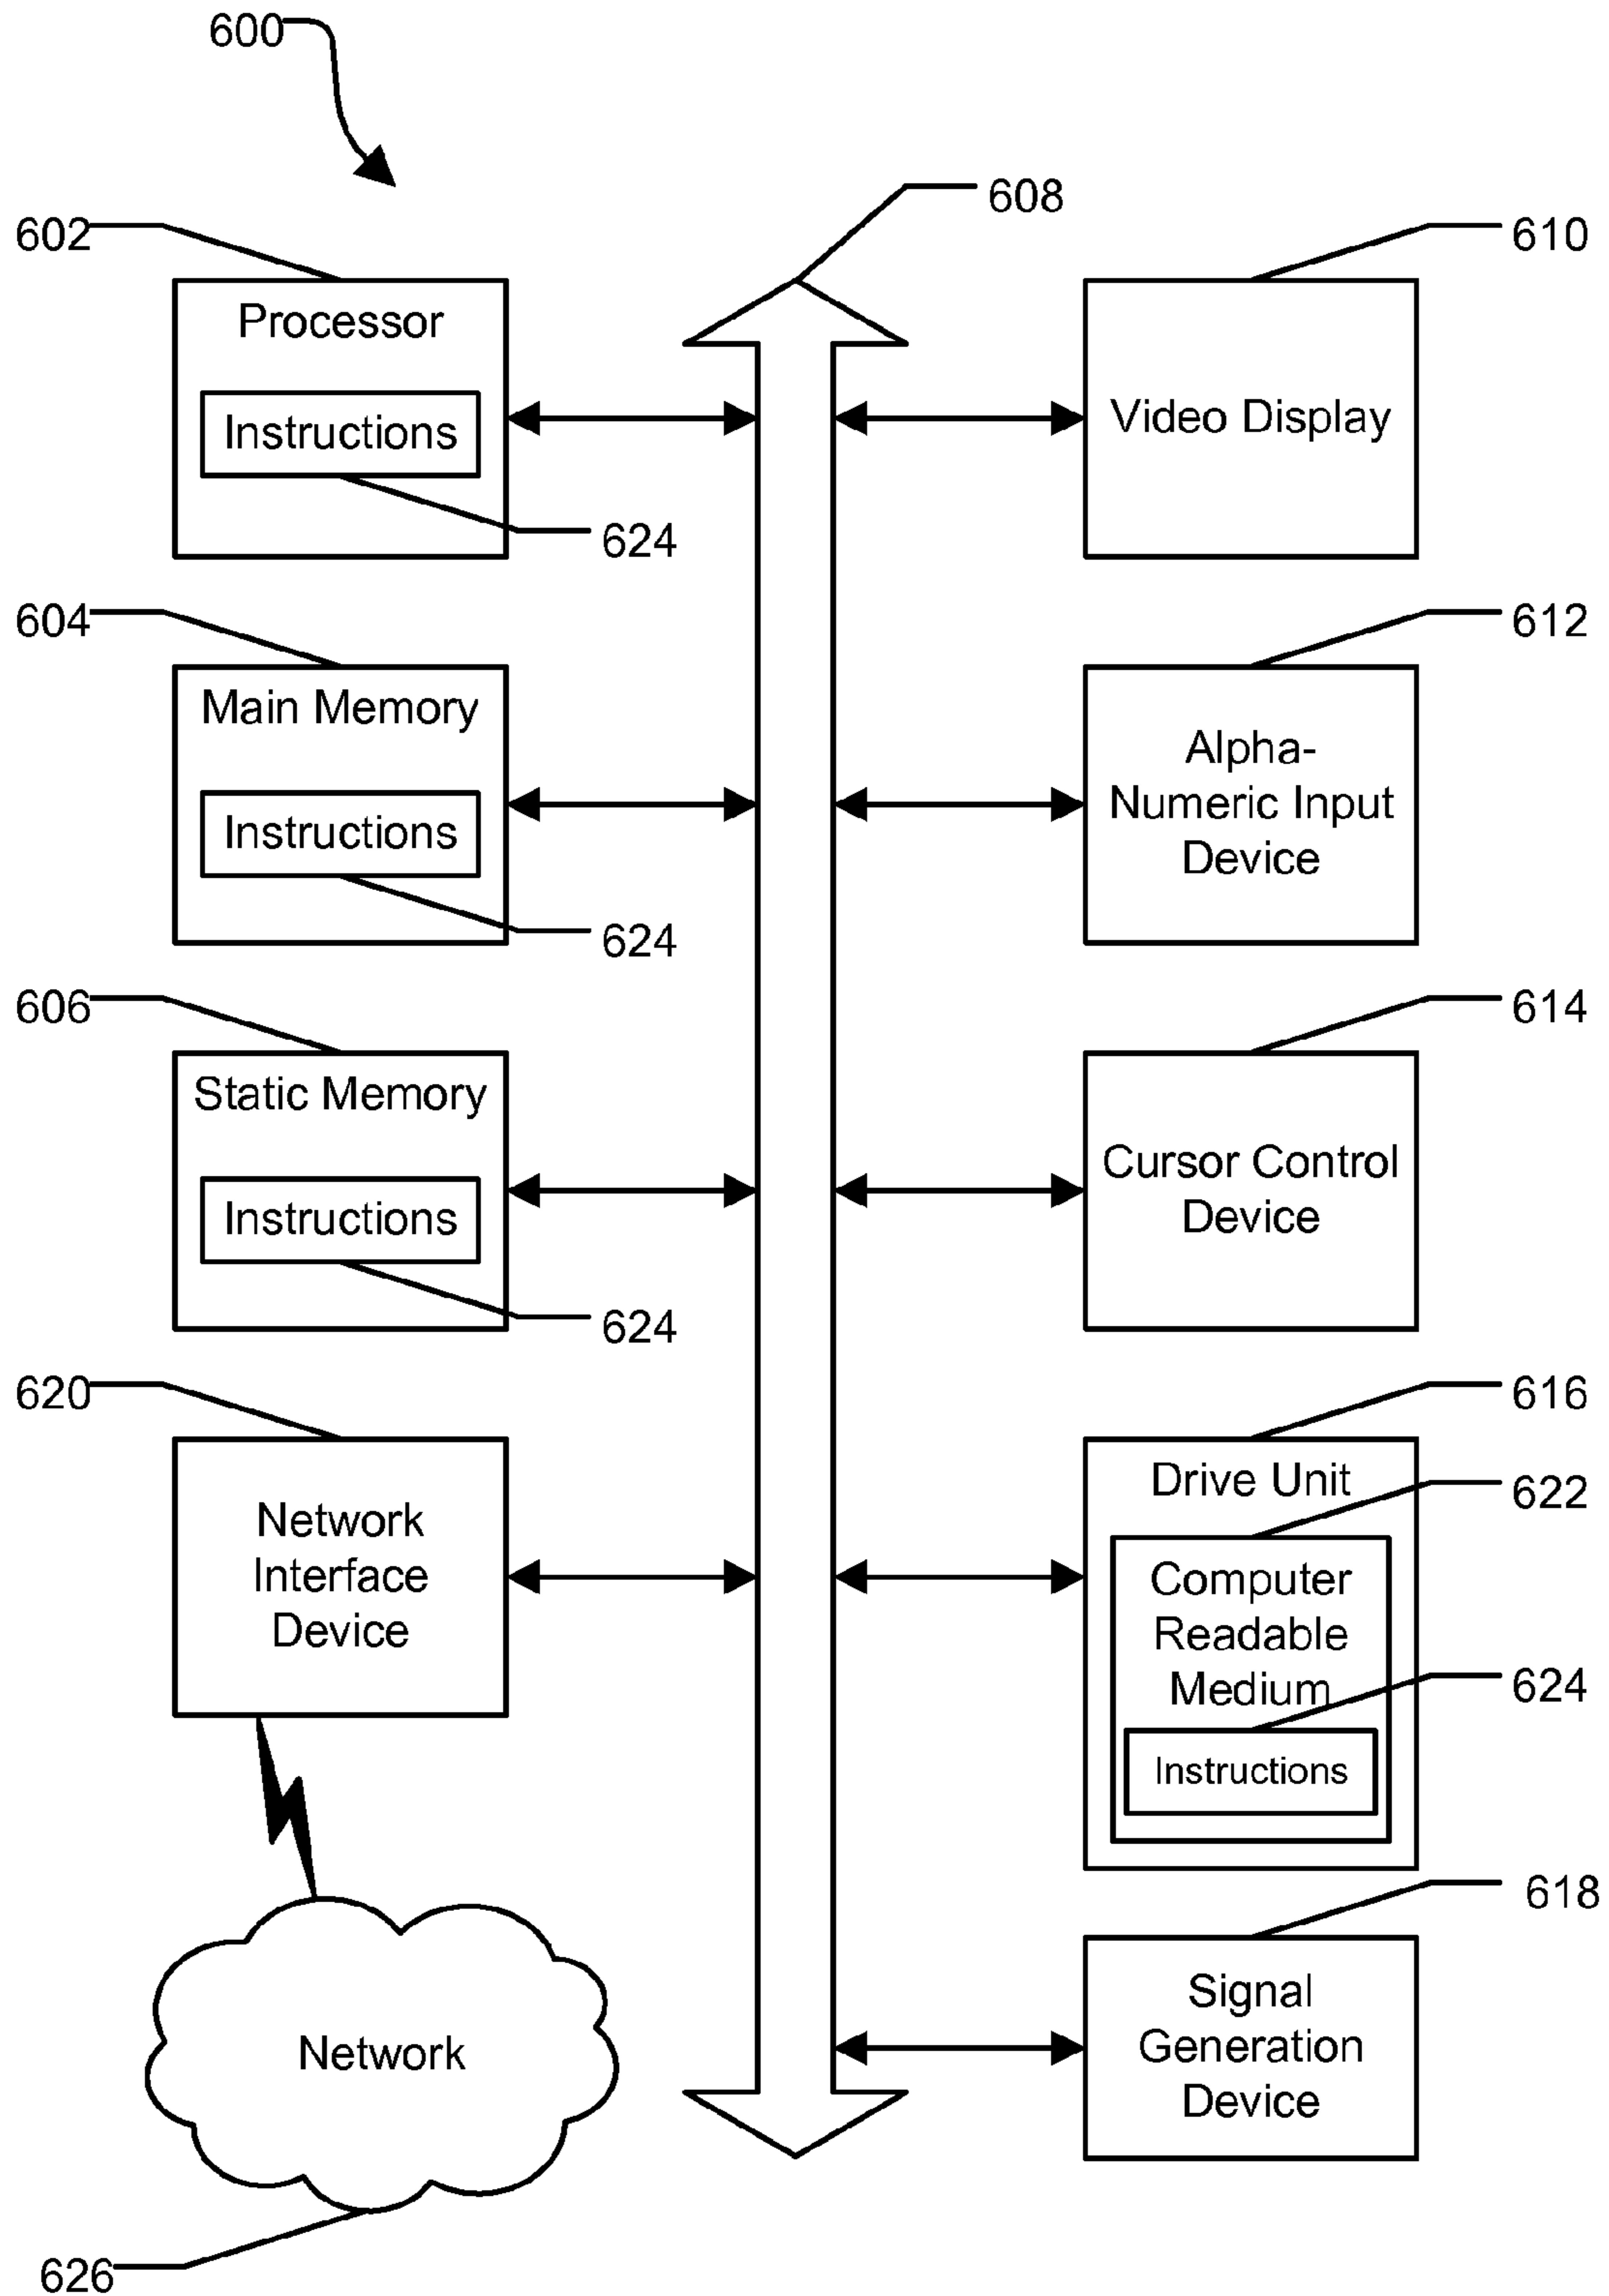 600
608
602
610
Processor
Instructions
624
Video Display
604
612
Main Memory
Instructions
624
Alpha-
Numeric Input
Device
606
614
Static Memory
Instructions
624
Cursor Control
Device
620
616
Network
Interface
Device
Drive Unit
622
Computer
Readable
Medium
624
Instructions
618
Signal
Generation
Device
Network
626